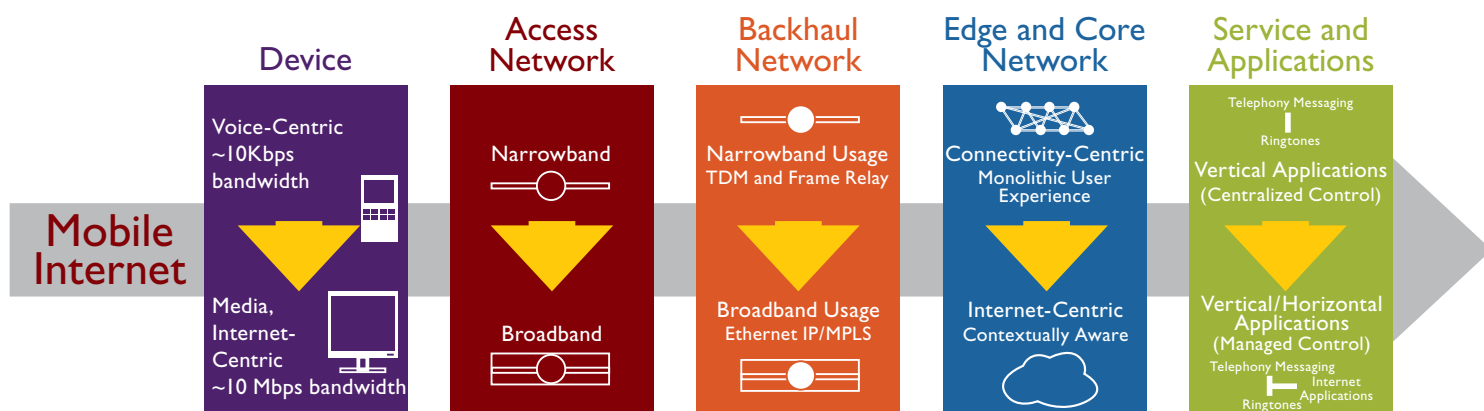 Mobile
Internet
Device
Voice-Centric
~10Kbps
bandwidth
Media,
Internet-
Centric
~10 Mbps bandwidth
Access
Network
Narrowband
Broadband
Backhaul
Network
Narrowband Usage
TDM and Frame Relay
Broadband Usage
Ethernet IP/MPLS
Edge and Core
Network
Connectivity-Centric
Monolithic User
Experience
Internet-Centric
Contextually Aware
Service and
Applications
Telephony Messaging
Ringtones
Vertical Applications
(Centralized Control)
Vertical/Horizontal
Applications
(Managed Control)
Telephony Messaging
Internet
Applications
Ringtones